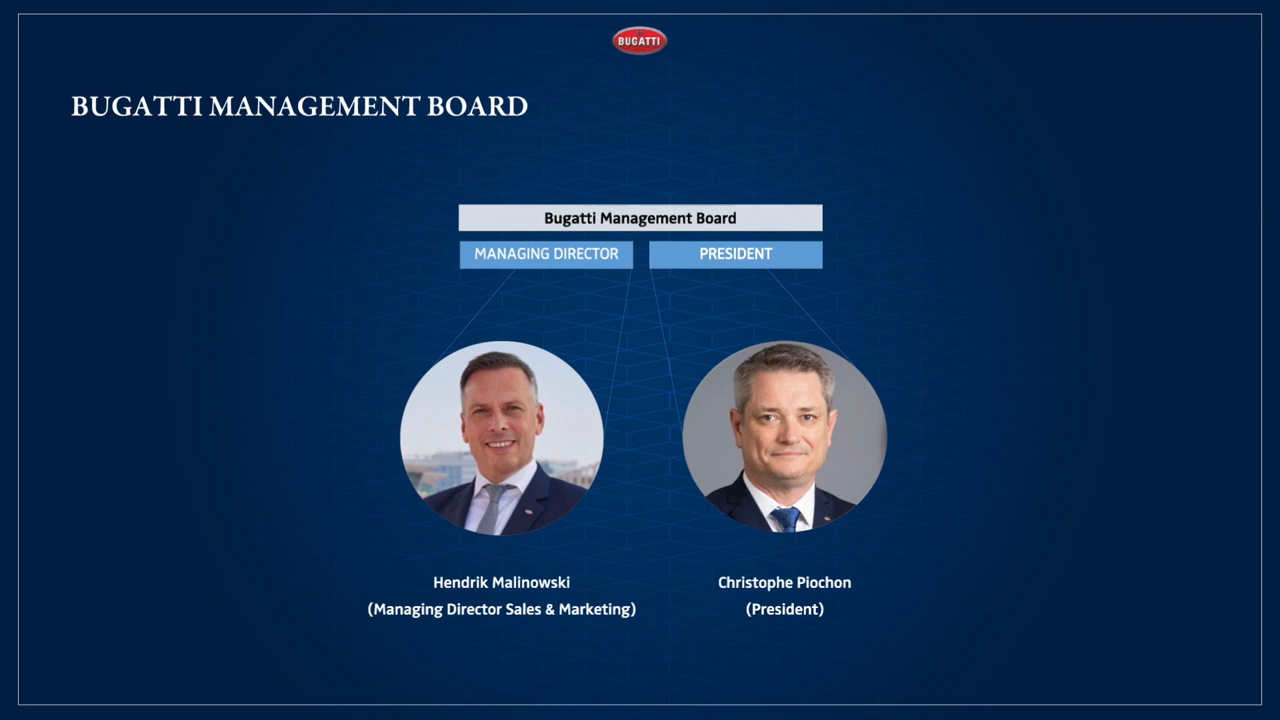 BUGATTI
BUGATTI MANAGEMENT BOARD
Bugatti Management Board
MANAGING DIRECTOR
PRESIDENT
Hendrik Malinowski
(Managing Director Sales & Marketing)
Christophe Piochon
(President)